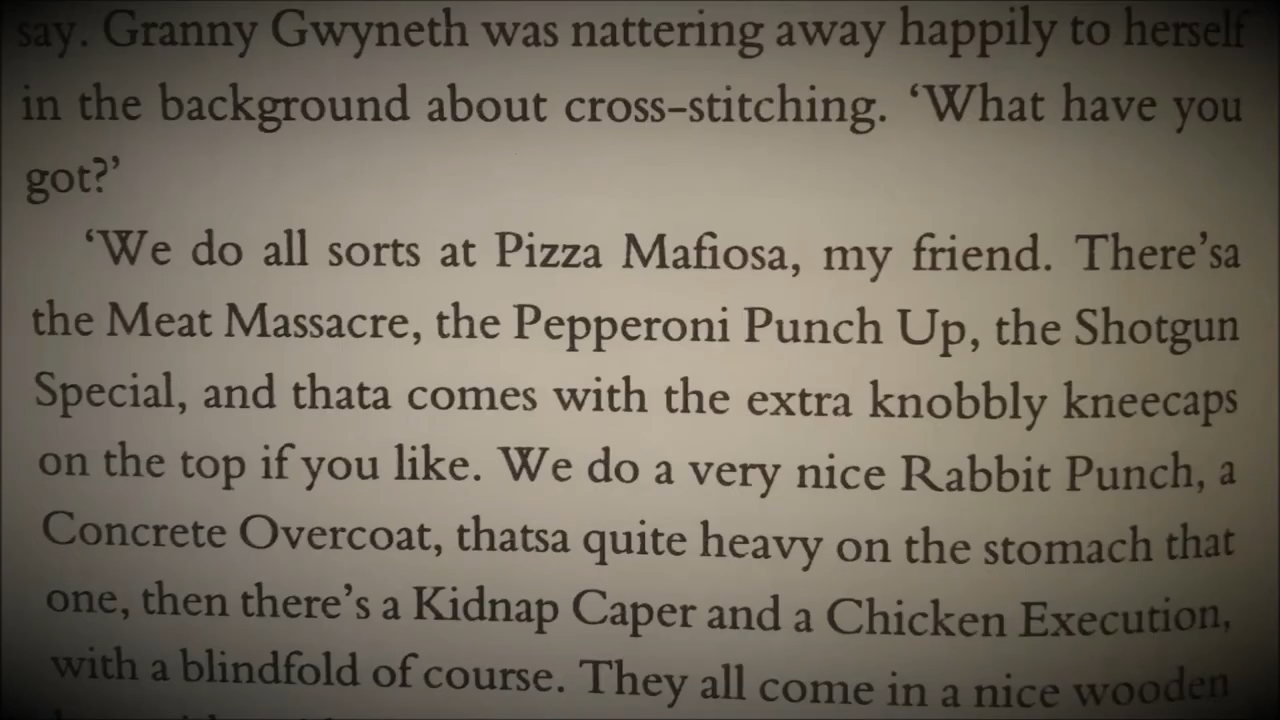 say. Granny Gwyneth was nattering away happily to herself
in the background about cross-stitching. ‘What have you
got?’
‘We do all sorts at Pizza Mafiosa, my friend. There’sa
the Meat Massacre, the Pepperoni Punch Up, the Shotgun
Special, and thata comes with the extra knobbly kneecaps
on the top if you like. We do a very nice Rabbit Punch, a
Concrete Overcoat, thatsa quite heavy on the stomach that
one, then there’s a Kidnap Caper and a Chicken Execution,
with a blindfold of course. They all come in a nice wooden